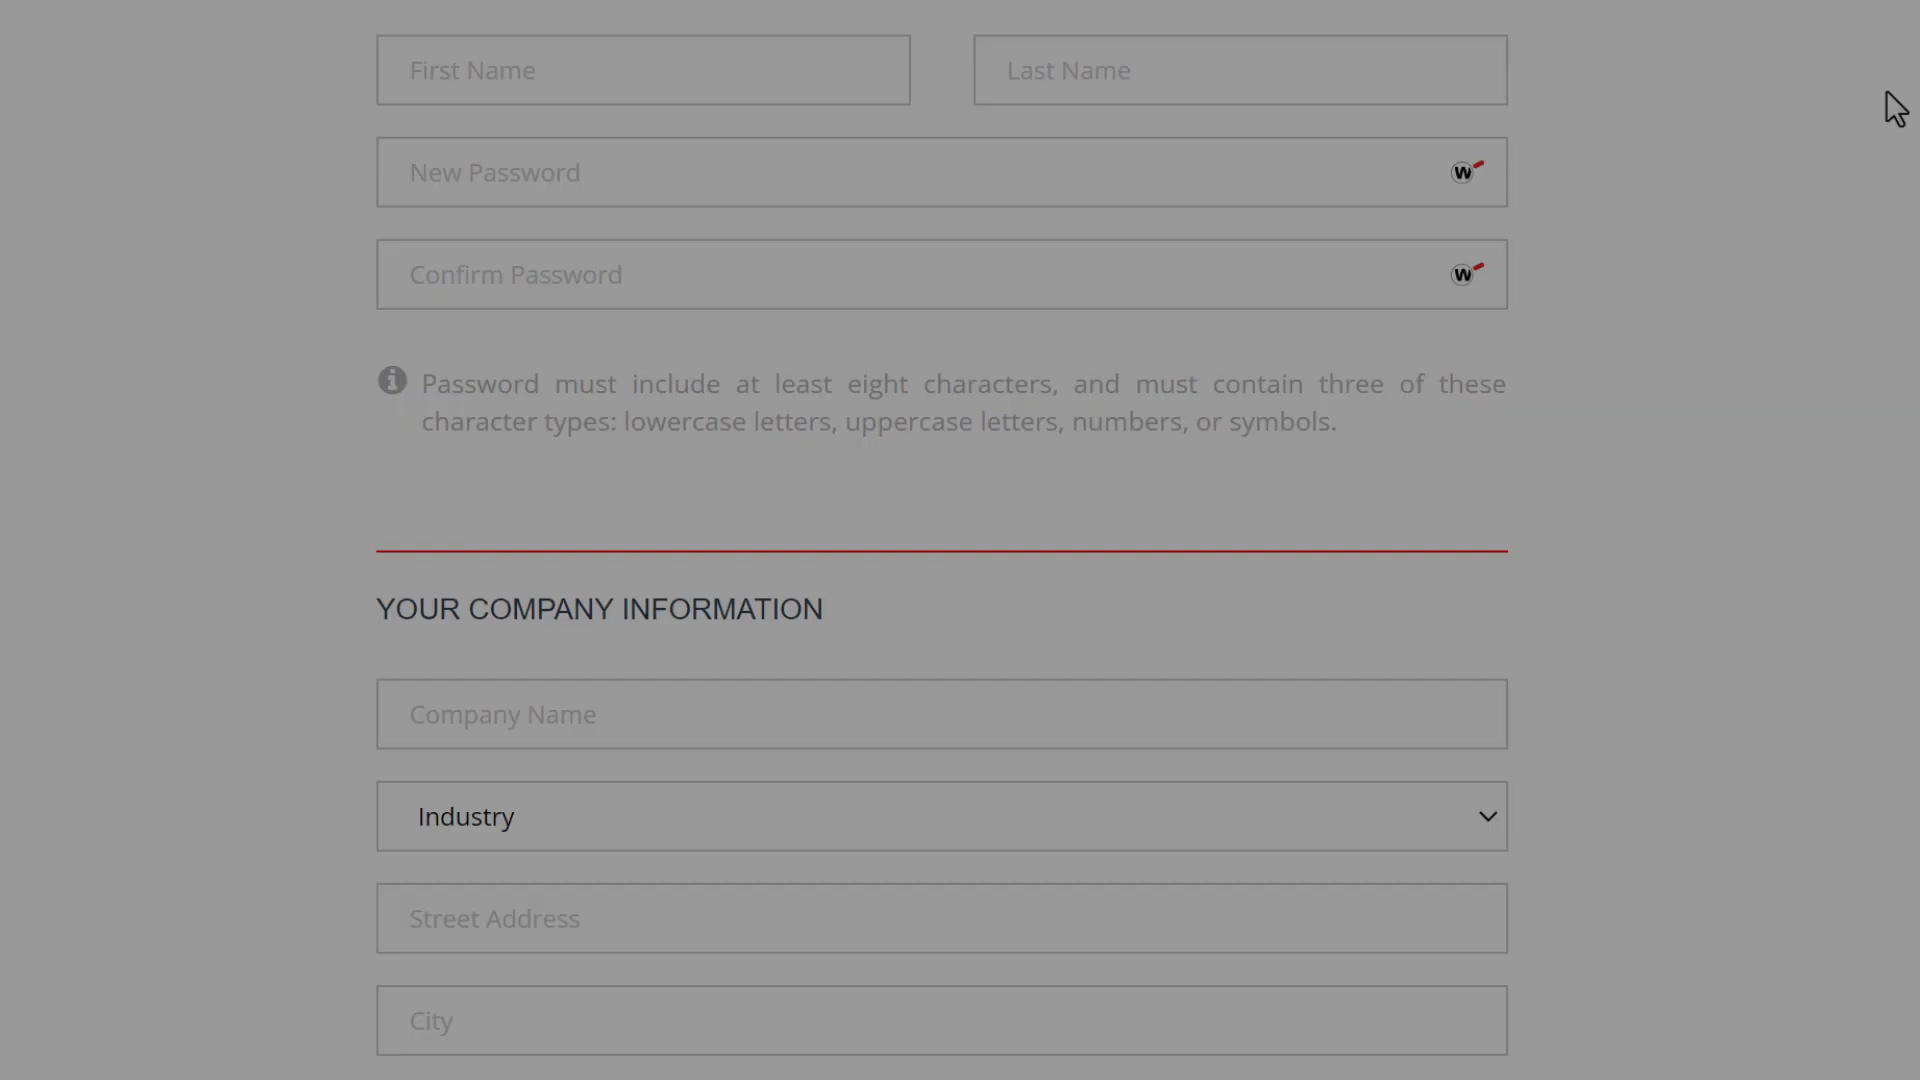 First Name
Last Name
New Password
W
Confirm Password
W
Password must include at least eight characters, and must contain three of these
character types: lowercase letters, uppercase letters, numbers, or symbols.
YOUR COMPANY INFORMATION
Company Name
Industry
Street Address
City